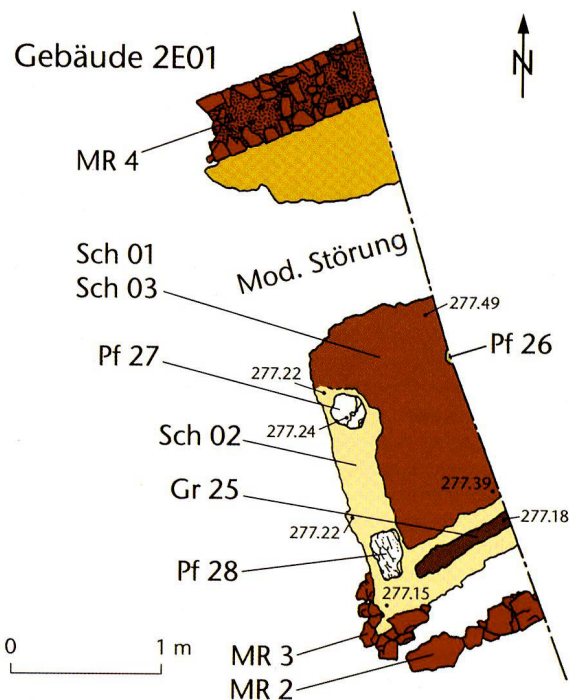 Gebäude 2E01
N
MR 4
Sch 01
Sch 03
Mod. Störung
277.49
Pf 27
Pf 26
277.22
277.24
Sch 02
Gr 25
277.39
277.18
277.22
Pf 28
277.15
0 1 m
MR 3
MR 2